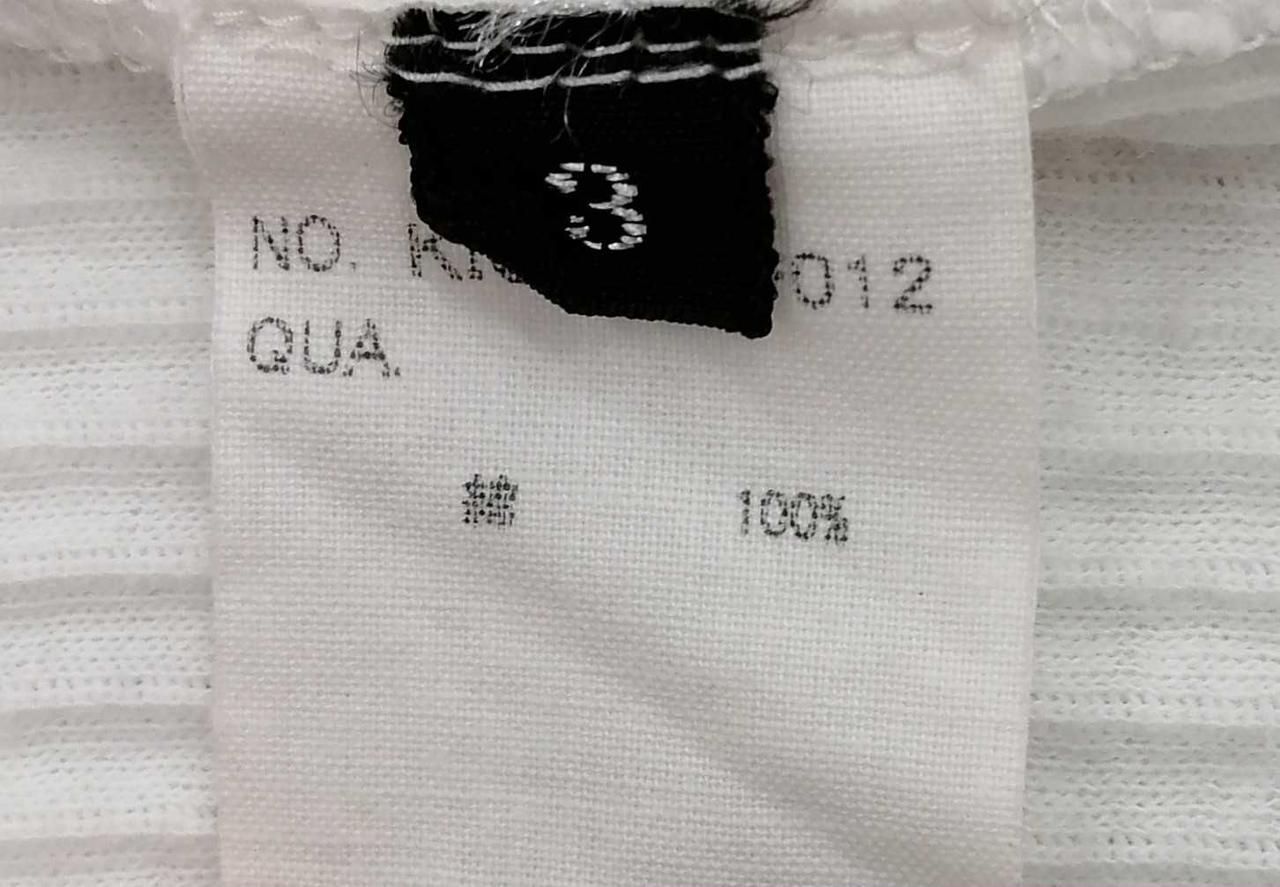 3
NO. K 012
QUA.
綿 100%